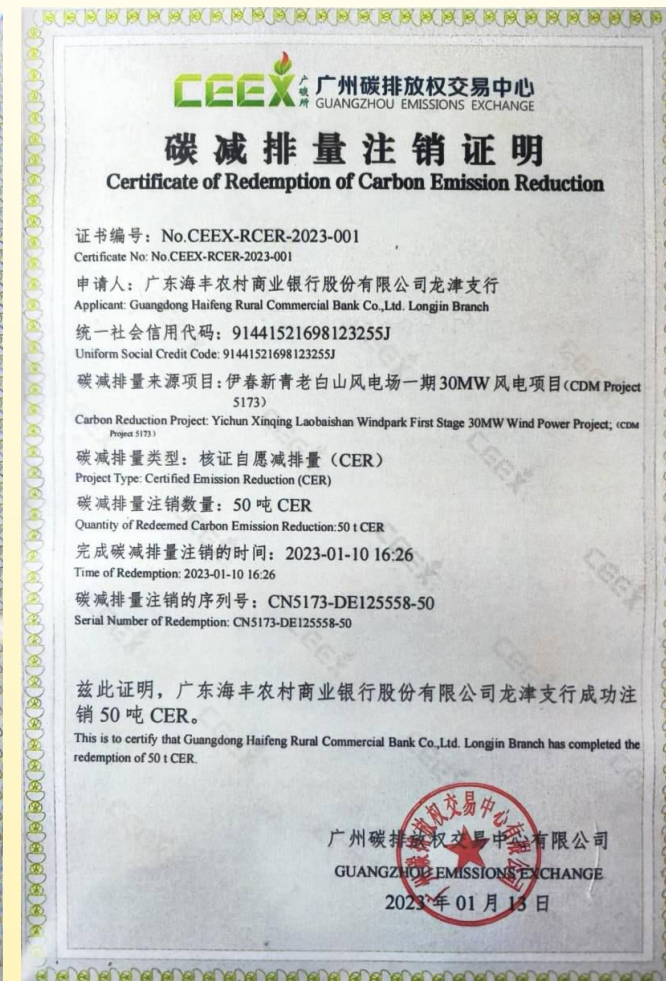 CEEX 广碳所 广州碳排放权交易中心
GUANGZHOU EMISSIONS EXCHANGE
碳减排量注销证明
Certificate of Redemption of Carbon Emission Reduction
证书编号：No.CEEX-RCER-2023-001
Certificate No: No.CEEX-RCER-2023-001
申请人：广东海丰农村商业银行股份有限公司龙津支行
Applicant: Guangdong Haifeng Rural Commercial Bank Co.,Ltd. Longjin Branch
统一社会信用代码：91441521698123255J
Uniform Social Credit Code: 91441521698123255J
碳减排量来源项目：伊春新青老白山风电场一期30MW风电项目(CDM Project
5173)
Carbon Reduction Project: Yichun Xinqing Laobaishan Windpark First Stage 30MW Wind Power Project; (CDM
Project 5173)
碳减排量类型：核证自愿减排量（CER）
Project Type: Certified Emission Reduction (CER)
碳减排量注销数量：50 吨 CER
Quantity of Redeemed Carbon Emission Reduction:50 t CER
完成碳减排量注销的时间：2023-01-10 16:26
Time of Redemption: 2023-01-10 16:26
碳减排量注销的序列号：CN5173-DE125558-50
Serial Number of Redemption: CN5173-DE125558-50
兹此证明，广东海丰农村商业银行股份有限公司龙津支行成功注
销 50 吨 CER。
This is to certify that Guangdong Haifeng Rural Commercial Bank Co.,Ltd. Longjin Branch has completed the
redemption of 50 t CER.
广州碳排放权交易中心有限公司
GUANGZHOU EMISSIONS EXCHANGE
2023 年 01 月 13 日